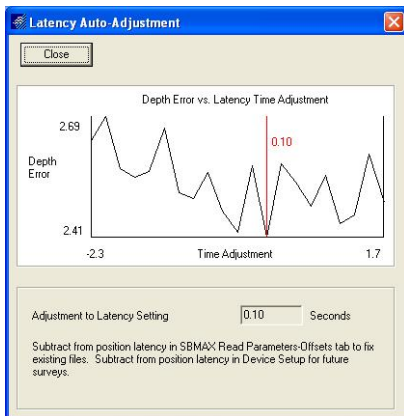 Latency Auto-Adjustment
Close
Depth Error vs. Latency Time Adjustment
2.69
0.10
Depth
Error
2.41
-2.3
Time Adjustment
1.7
Adjustment to Latency Setting
0.10
Seconds
Subtract from position latency in SBMAX Read Parameters-Offsets tab to fix
existing files. Subtract from position latency in Device Setup for future
surveys.